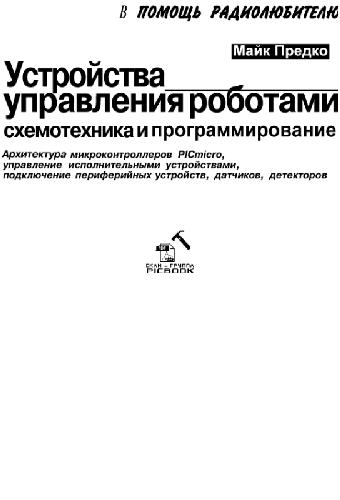 В ПОМОЩЬ РАДИОЛЮБИТЕЛЮ
Майк Предко
Устройства
управления роботами
схемотехника и программирование
Архитектура микроконтроллеров PICmicro,
управление исполнительными устройствами,
подключение периферийных устройств, датчиков, детекторов
СКАН - ГРУППА
PICBOOK